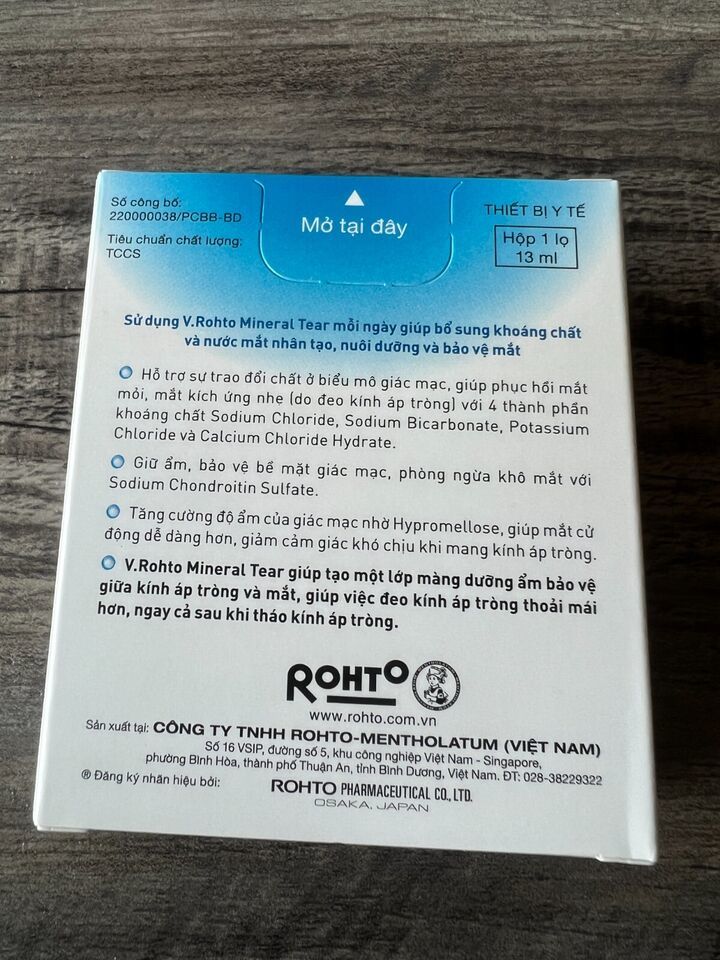 Số công bố:
220000038/PCBB-BD
Tiêu chuẩn chất lượng:
TCCS
Mở tại đây
THIẾT BỊ Y TẾ
Hộp 1 lọ
13 ml
Sử dụng V.Rohto Mineral Tear mỗi ngày giúp bổ sung khoáng chất
và nước mắt nhân tạo, nuôi dưỡng và bảo vệ mắt
Hỗ trợ sự trao đổi chất ở biểu mô giác mạc, giúp phục hồi mắt
mỏi, mắt kích ứng nhẹ (do đeo kính áp tròng) với 4 thành phần
khoáng chất Sodium Chloride, Sodium Bicarbonate, Potassium
Chloride và Calcium Chloride Hydrate.
Giữ ẩm, bảo vệ bề mặt giác mạc, phòng ngừa khô mắt với
Sodium Chondroitin Sulfate.
Tăng cường độ ẩm của giác mạc nhờ Hypromellose, giúp mắt cử
động dễ dàng hơn, giảm cảm giác khó chịu khi mang kính áp tròng.
V.Rohto Mineral Tear giúp tạo một lớp màng dưỡng ẩm bảo vệ
giữa kính áp tròng và mắt, giúp việc đeo kính áp tròng thoải mái
hơn, ngay cả sau khi tháo kính áp tròng.
ROHTO
www.rohto.com.vn
Sản xuất tại: CÔNG TY TNHH ROHTO-MENTHOLATUM (VIỆT NAM)
Số 16 VSIP, đường số 5, khu công nghiệp Việt Nam - Singapore,
phường Bình Hòa, thành phố Thuận An, tỉnh Bình Dương, Việt Nam. ĐT: 028-38229322
® Đăng ký nhãn hiệu bởi: ROHTO PHARMACEUTICAL CO., LTD.
OSAKA, JAPAN